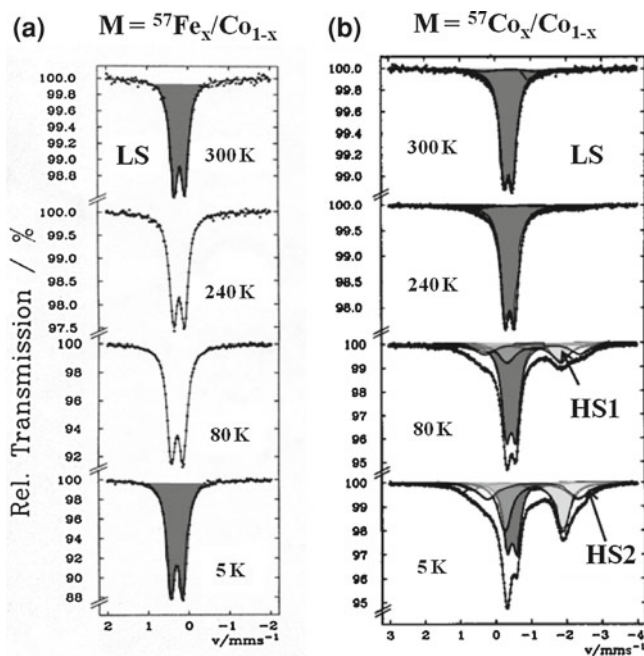 (a) M = ⁵⁷Feₓ/Co₁₋ₓ
(b) M = ⁵⁷Coₓ/Co₁₋ₓ
Rel. Transmission / %
100.0
99.8
99.6
99.4
99.2
99.0
98.8
LS
300 K
100.0
99.5
99.0
98.5
98.0
97.5
240 K
100
98
96
94
92
80 K
100
98
96
94
92
90
88
5 K
2 1 0 -1 -2
v/mms⁻¹
100.0
99.8
99.6
99.4
99.2
99.0
300 K
LS
100.0
99.5
99.0
98.5
98.0
240 K
100
99
98
97
96
95
80 K
HS1
100
99
98
97
96
95
5 K
HS2
3 2 1 0 -1 -2 -3 -4
v/mms⁻¹